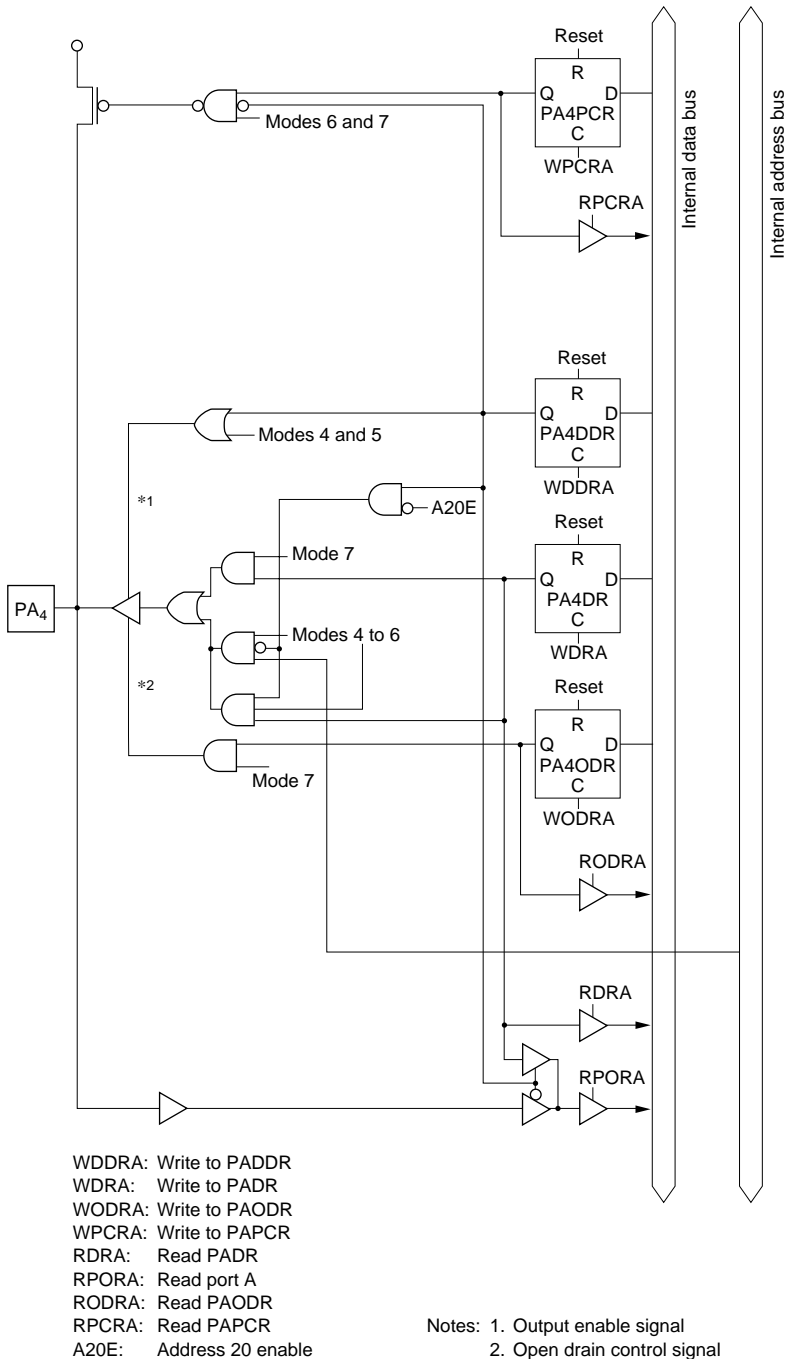 Reset
R
Q D
PA4PCR
C
WPCRA
Modes 6 and 7
RPCRA
Internal data bus
Internal address bus
Reset
R
Q D
PA4DDR
C
WDDRA
Modes 4 and 5
*1
A20E
Reset
R
Q D
PA4DR
C
WDRA
Mode 7
PA4
Modes 4 to 6
*2
Reset
R
Q D
PA4ODR
C
WODRA
Mode 7
RODRA
RDRA
RPORA
WDDRA: Write to PADDR
WDRA: Write to PADR
WODRA: Write to PAODR
WPCRA: Write to PAPCR
RDRA: Read PADR
RPORA: Read port A
RODRA: Read PAODR
RPCRA: Read PAPCR
A20E: Address 20 enable
Notes: 1. Output enable signal
2. Open drain control signal